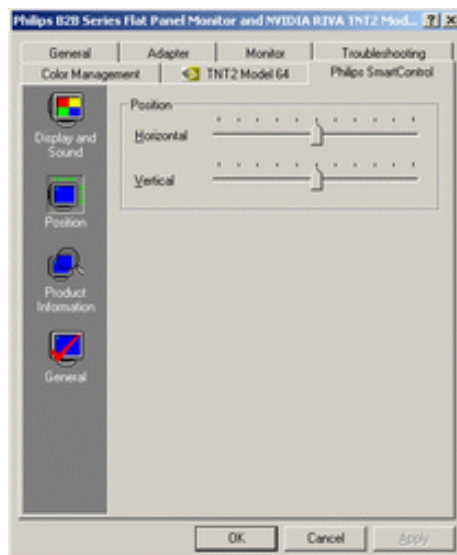 Philips B2B Series Flat Panel Monitor and NVIDIA RIVA TNT2 Mod...
General Adapter Monitor Troubleshooting
Color Management TNT2 Model 64 Philips SmartControl
Display and
Sound
Position
Product
Information
General
Position
Horizontal
Vertical
OK Cancel Apply